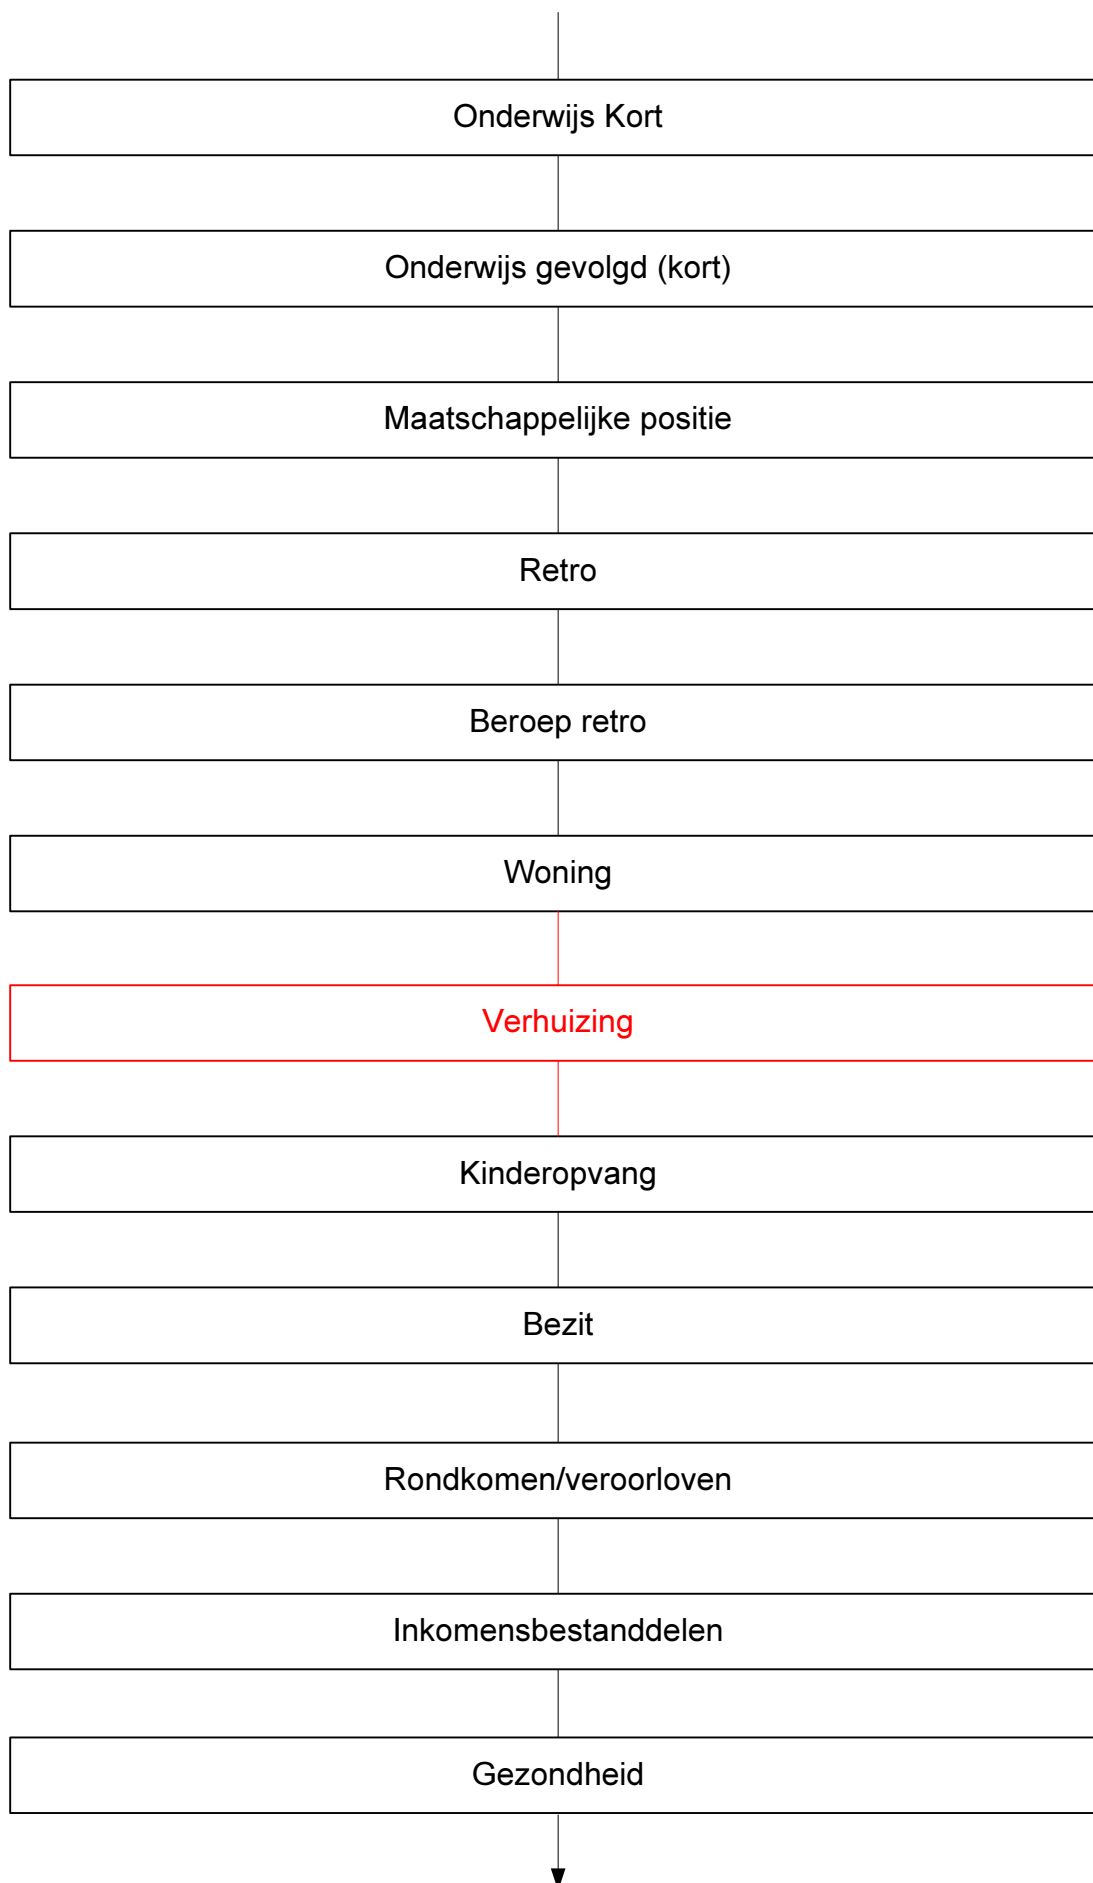 Onderwijs Kort
Onderwijs gevolgd (kort)
Maatschappelijke positie
Retro
Beroep retro
Woning
Verhuizing
Kinderopvang
Bezit
Rondkomen/veroorloven
Inkomensbestanddelen
Gezondheid